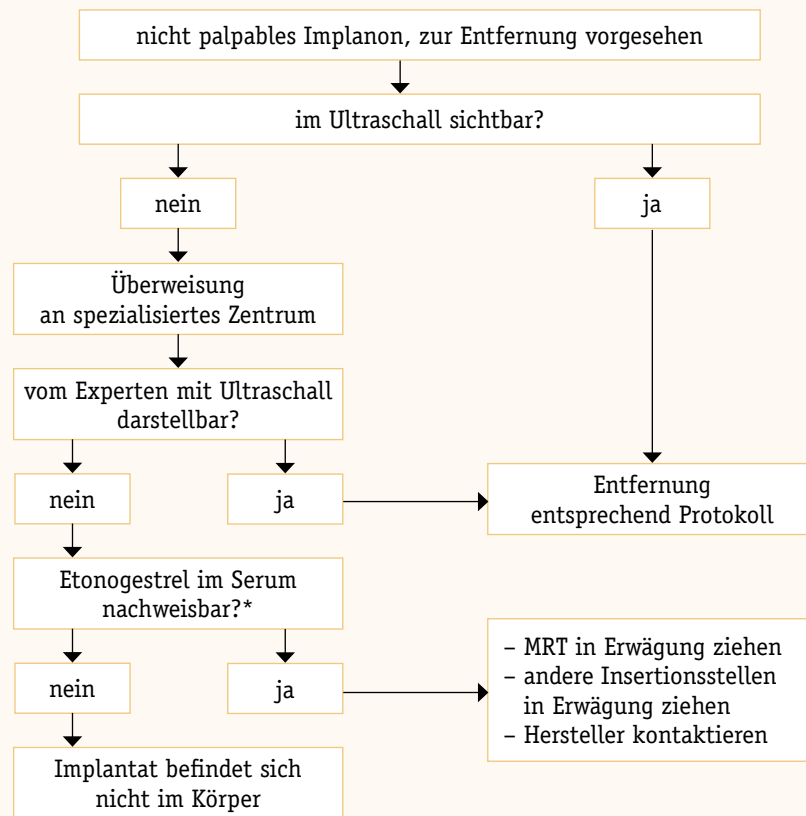 nicht palpables Implanon, zur Entfernung vorgesehen
im Ultraschall sichtbar?
nein
ja
Überweisung
an spezialisiertes Zentrum
vom Experten mit Ultraschall
darstellbar?
nein
ja
Entfernung
entsprechend Protokoll
Etonogestrel im Serum
nachweisbar?*
nein
ja
– MRT in Erwägung ziehen
– andere Insertionsstellen
in Erwägung ziehen
– Hersteller kontaktieren
Implantat befindet sich
nicht im Körper